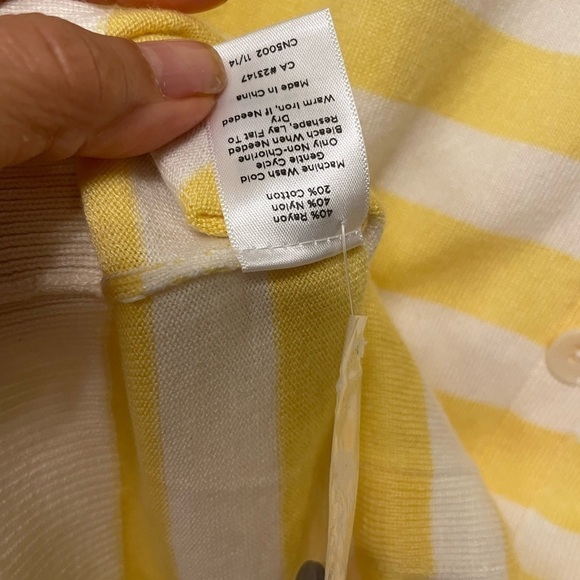 40% Rayon
40% Nylon
20% Cotton
Machine Wash Cold
Gentle Cycle
Only Non-Chlorine
Bleach When Needed
Reshape, Lay Flat To
Dry
Warm Iron, If Needed
Made In China
CA #23147
CN5002 11/14